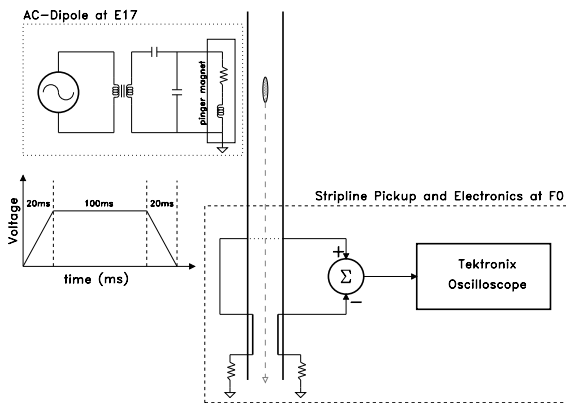 AC-Dipole at E17
pinger magnet
Voltage
20ms
100ms
20ms
time (ms)
Stripline Pickup and Electronics at F0
+
Σ
−
Tektronix
Oscilloscope